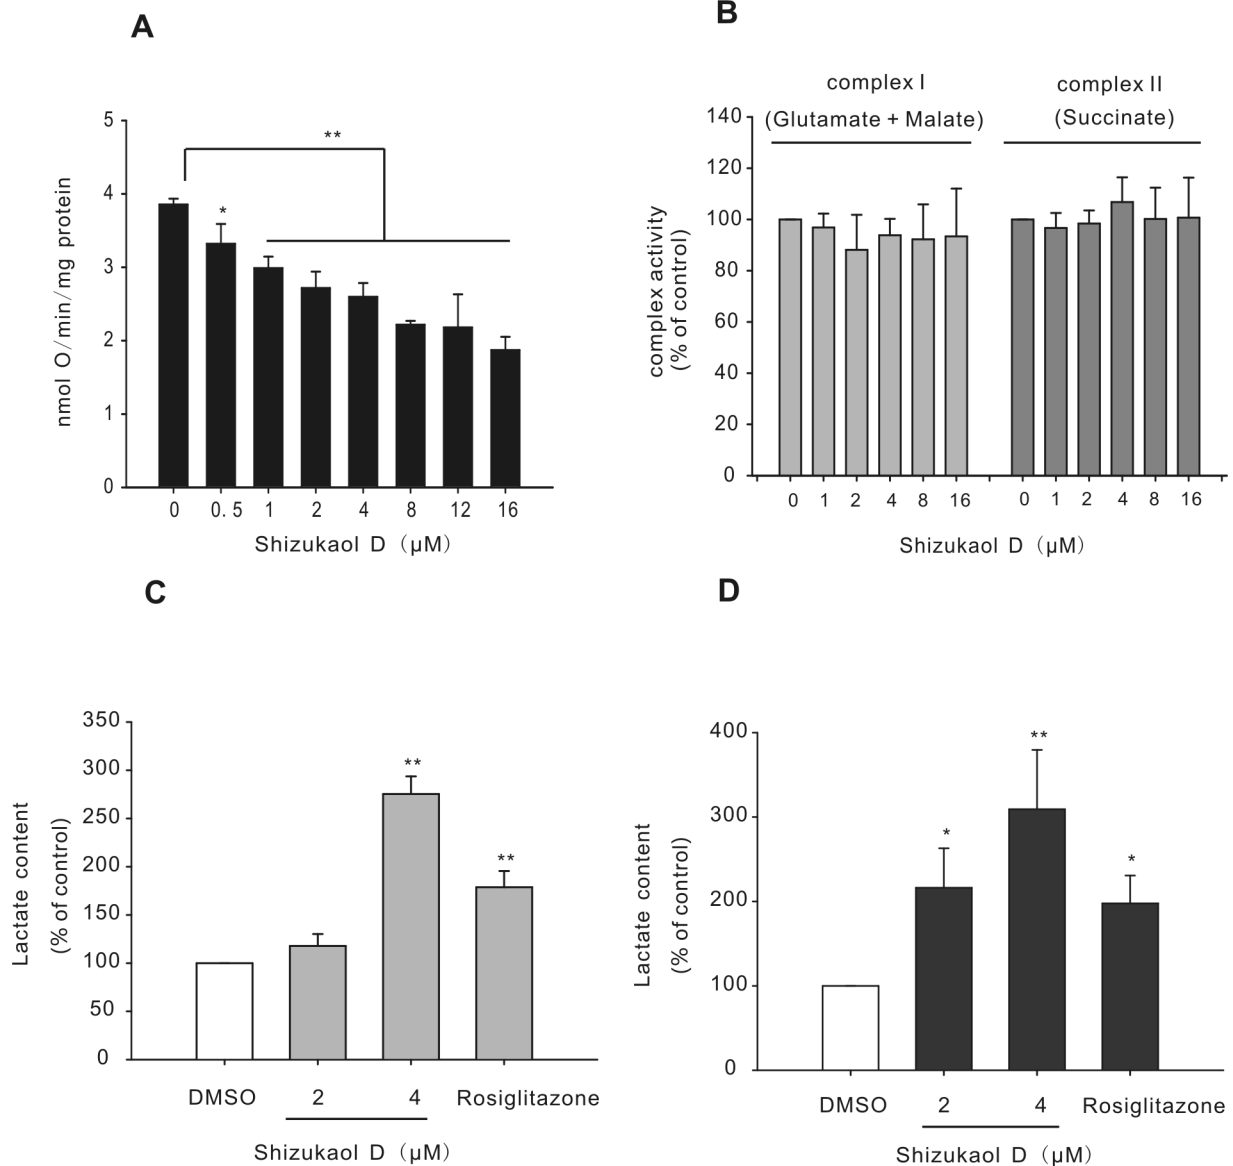 A
5
4
3
2
1
0
nmol O/min/mg protein
**
*
0 0.5 1 2 4 8 12 16
Shizukaol D (μM)
B
complex I
(Glutamate + Malate)
complex II
(Succinate)
140
120
100
80
60
40
20
0
complex activity
(% of control)
0 1 2 4 8 16 0 1 2 4 8 16
Shizukaol D (μM)
C
350
300
250
200
150
100
50
0
Lactate content
(% of control)
**
**
DMSO 2 4 Rosiglitazone
Shizukaol D (μM)
D
400
300
200
100
0
Lactate content
(% of control)
*
**
*
DMSO 2 4 Rosiglitazone
Shizukaol D (μM)